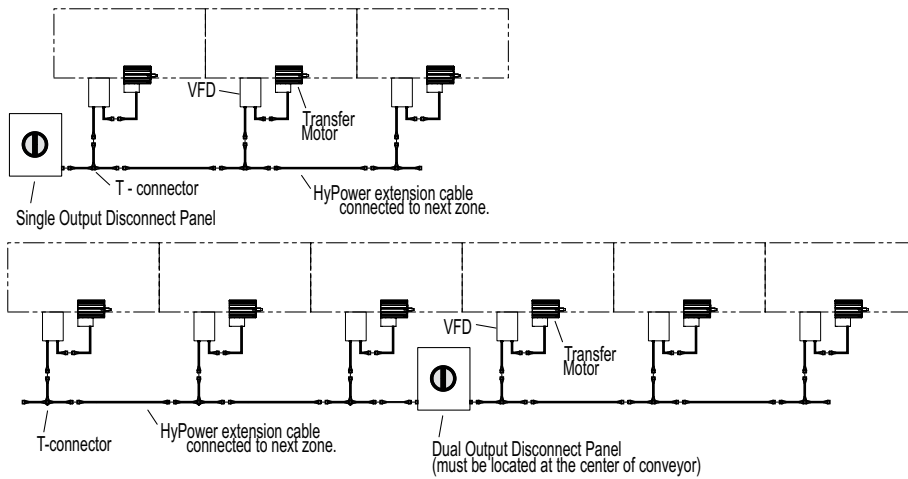 VFD
Transfer
Motor
T - connector
HyPower extension cable
connected to next zone.
Single Output Disconnect Panel
VFD
Transfer
Motor
T-connector
HyPower extension cable
connected to next zone.
Dual Output Disconnect Panel
(must be located at the center of conveyor)